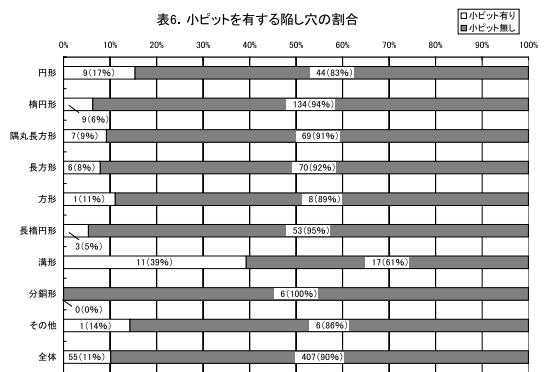 表6．小ピットを有する陥し穴の割合
小ピット有り
小ピット無し
0% 10% 20% 30% 40% 50% 60% 70% 80% 90% 100%
円形 9(17%) 44(83%)
楕円形 134(94%)
9(6%)
隅丸長方形 7(9%) 69(91%)
長方形 6(8%) 70(92%)
方形 1(11%) 8(89%)
長楕円形 53(95%)
3(5%)
溝形 11(39%) 17(61%)
分銅形 6(100%)
0(0%)
その他 1(14%) 6(86%)
全体 55(11%) 407(90%)